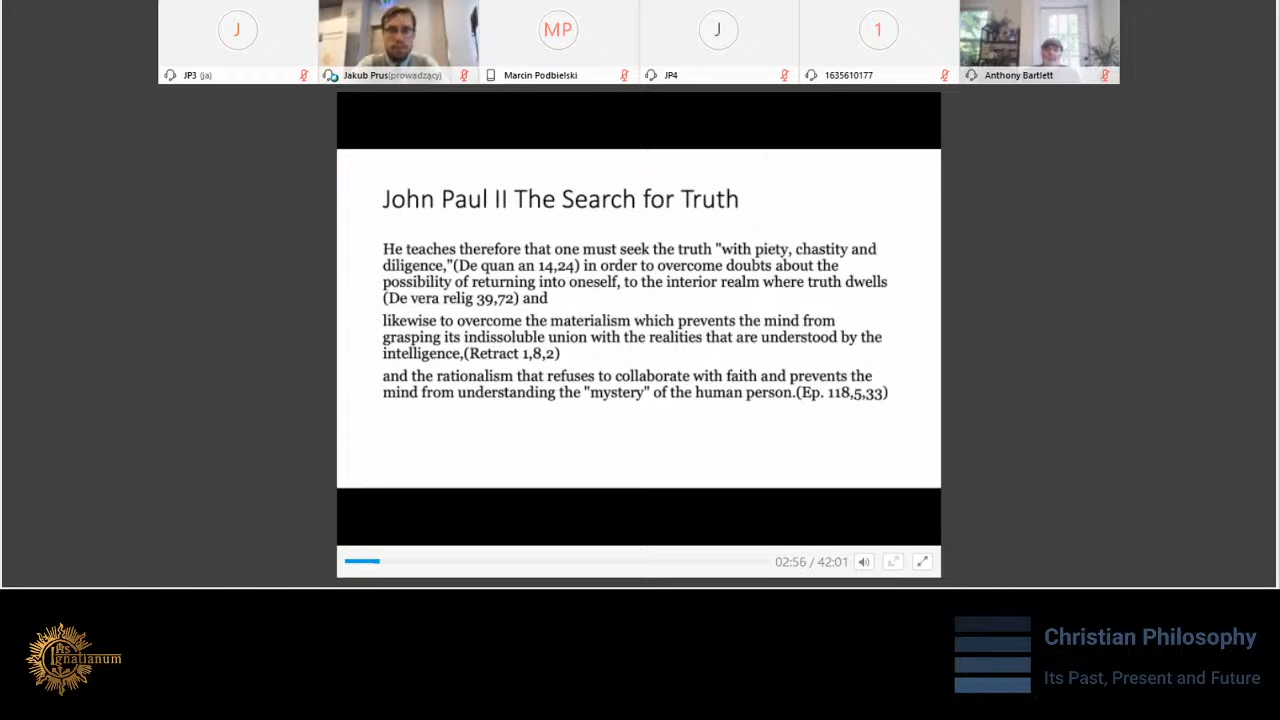 J
MP
J
1
JP3 (ja)
Jakub Prus(prowadzący)
Marcin Podbielski
JP4
1635610177
Anthony Bartlett
John Paul II The Search for Truth
He teaches therefore that one must seek the truth "with piety, chastity and
diligence,"(De quan an 14,24) in order to overcome doubts about the
possibility of returning into oneself, to the interior realm where truth dwells
(De vera relig 39,72) and
likewise to overcome the materialism which prevents the mind from
grasping its indissoluble union with the realities that are understood by the
intelligence,(Retract 1,8,2)
and the rationalism that refuses to collaborate with faith and prevents the
mind from understanding the "mystery" of the human person.(Ep. 118,5,33)
02:56 / 42:01
Ignatianum
Christian Philosophy
Its Past, Present and Future